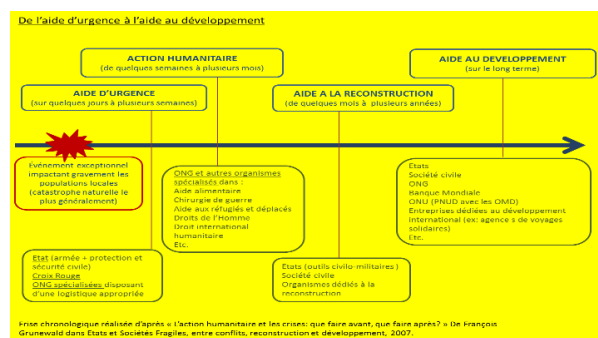 De l'aide d'urgence à l'aide au développement
ACTION HUMANITAIRE
(de quelques semaines à plusieurs mois)
AIDE AU DEVELOPPEMENT
(sur le long terme)
AIDE D'URGENCE
(sur quelques jours à plusieurs semaines)
AIDE A LA RECONSTRUCTION
(de quelques mois à plusieurs années)
Événement exceptionnel
impactant gravement les
populations locales
(catastrophe naturelle le
plus généralement)
ONG et autres organismes
spécialisés dans :
Aide alimentaire
Chirurgie de guerre
Aide aux réfugiés et déplacés
Droits de l'Homme
Droit international
humanitaire
Etc.
États
Société civile
ONG
Banque Mondiale
ONU (PNUD avec les OMD)
Entreprises dédiées au développement
international (ex: agence s de voyages
solidaires)
Etc.
Etat (armée + protection et
sécurité civile)
Croix Rouge
ONG spécialisées disposant
d'une logistique appropriée
États (outils civilo-militaires )
Société civile
Organismes dédiés à la
reconstruction
Frise chronologique réalisée d'après « L'action humanitaire et les crises: que faire avant, que faire après? » De François
Grunewald dans Etats et Sociétés Fragiles, entre conflits, reconstruction et développement, 2007.